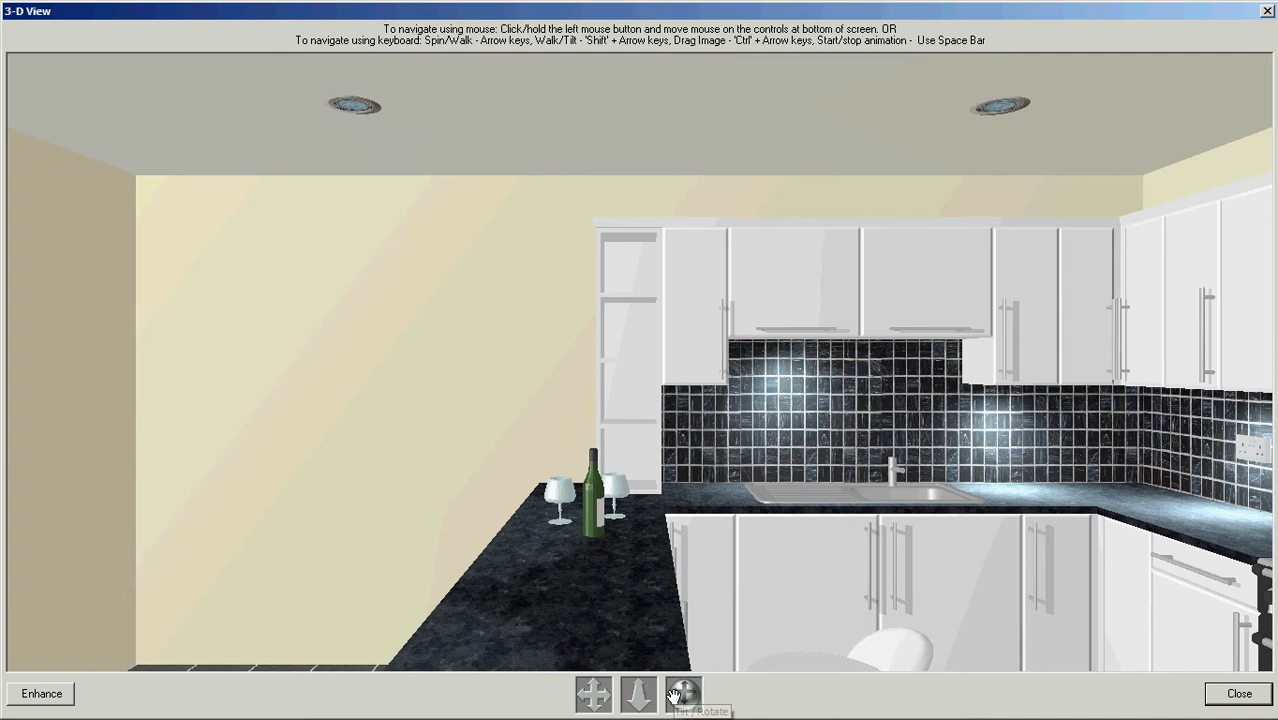 3-D View
To navigate using mouse: Click/hold the left mouse button and move mouse on the controls at bottom of screen. OR
To navigate using keyboard: Spin/Walk - Arrow keys, Walk/Tilt - 'Shift' + Arrow keys, Drag Image - 'Ctrl' + Arrow keys, Start/stop animation - Use Space Bar
Enhance
Close
Tilt / Rotate